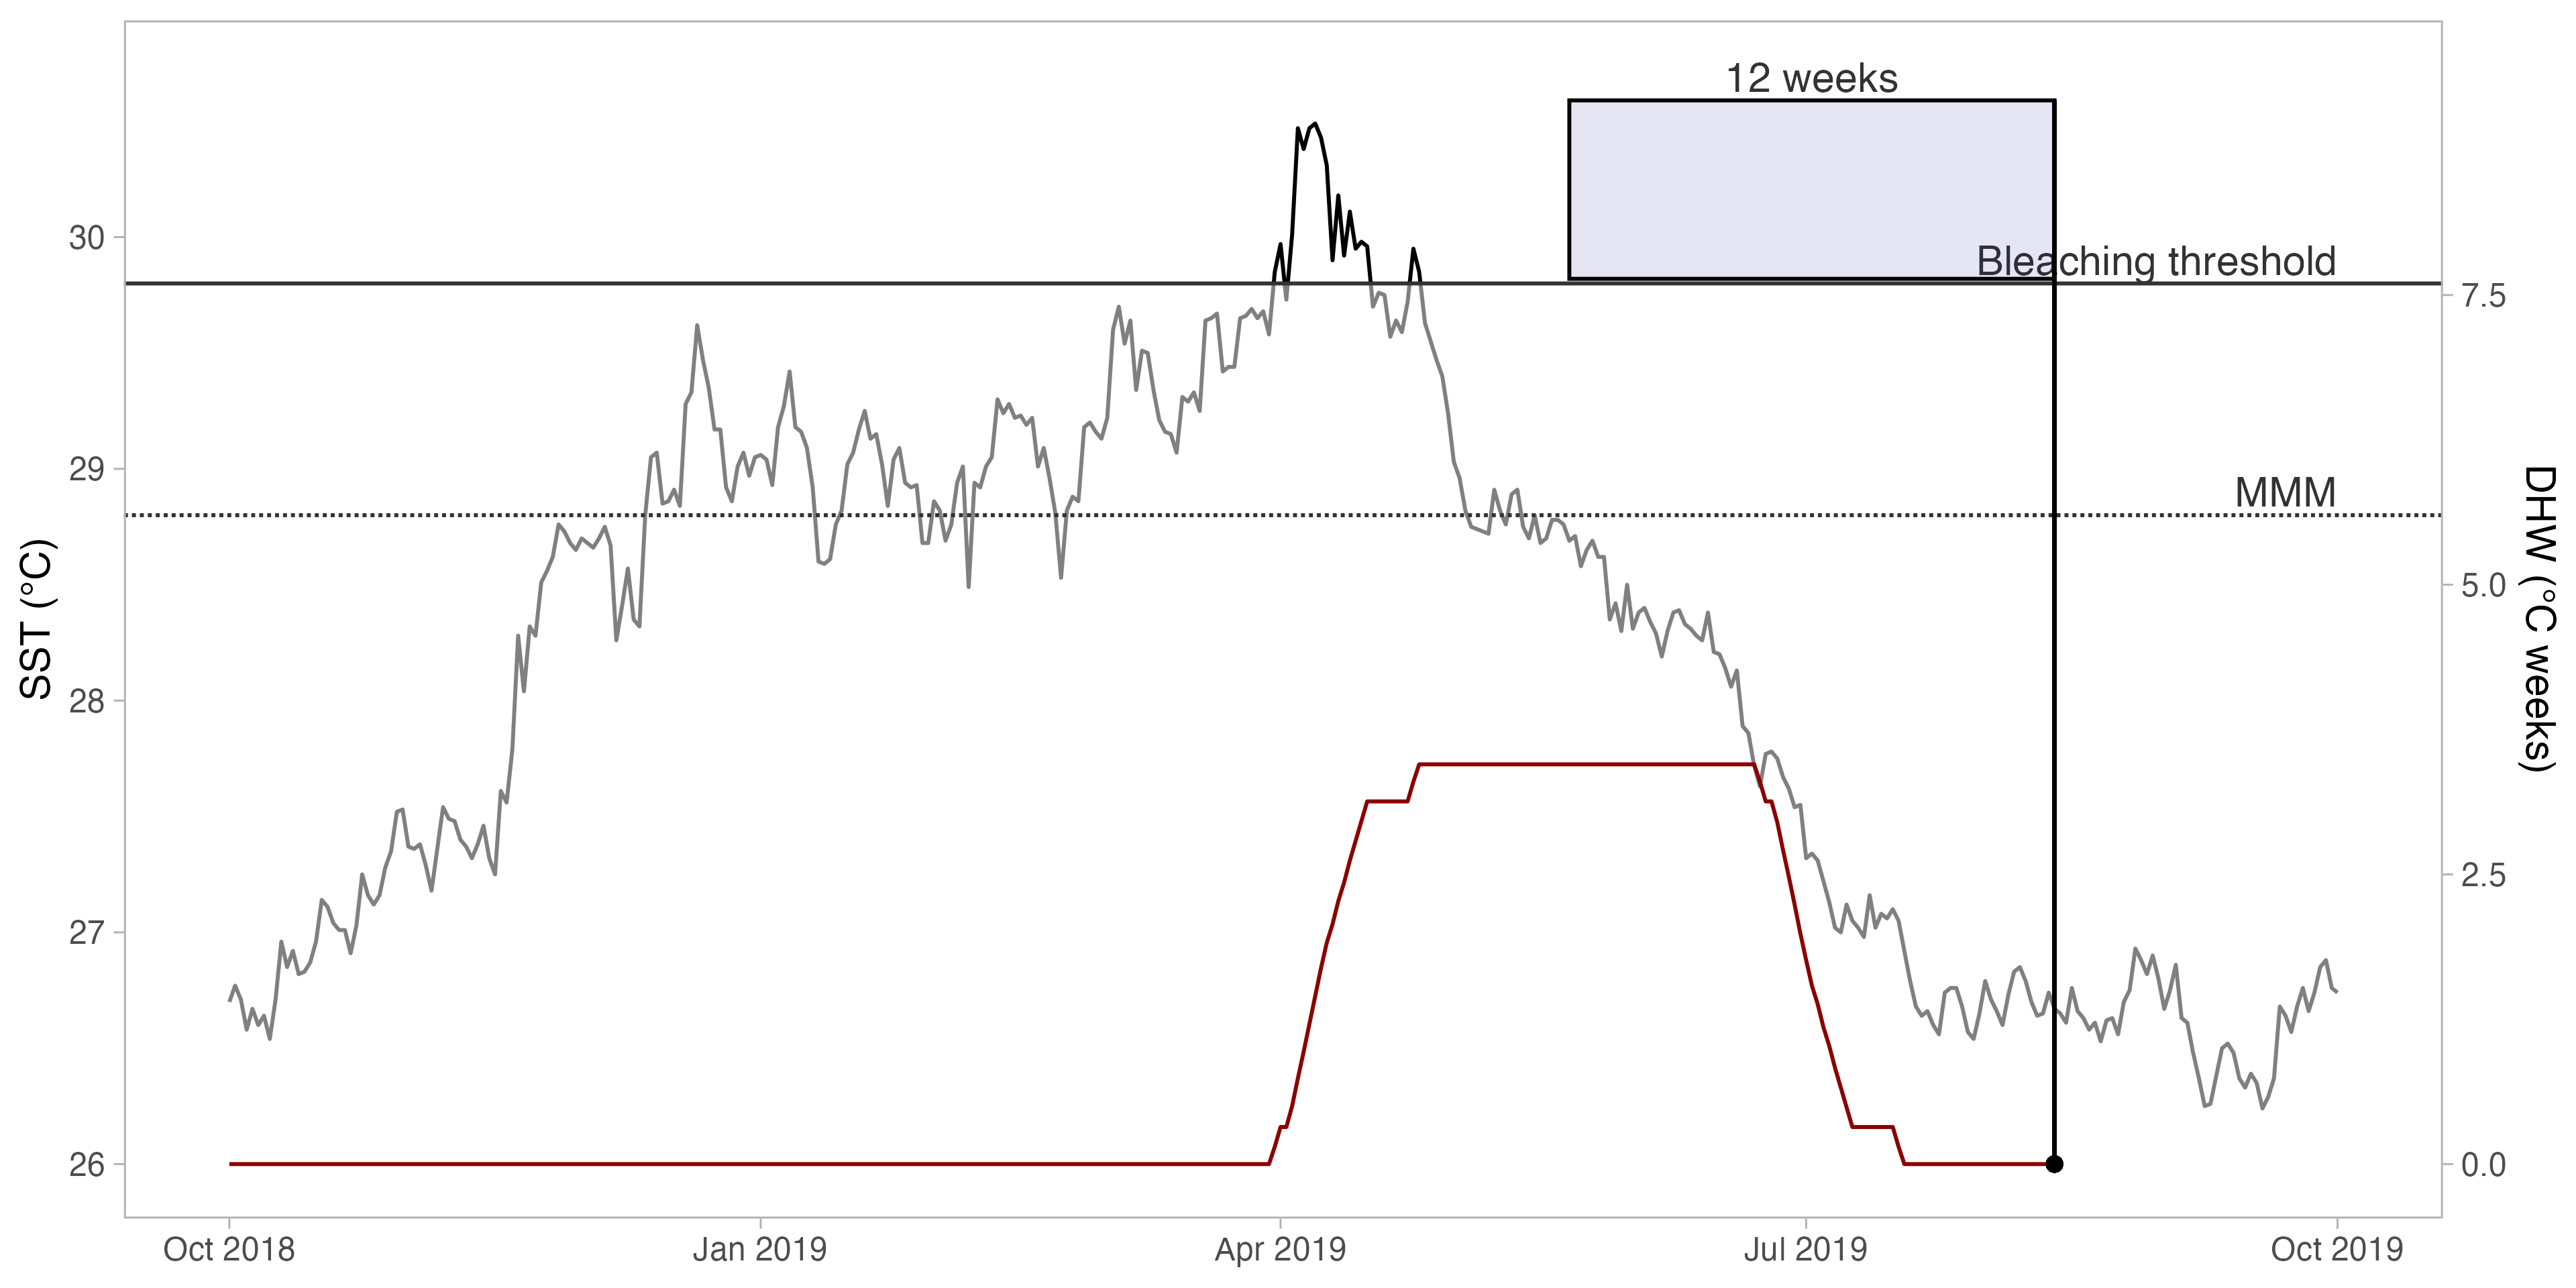 12 weeks
Bleaching threshold
MMM
SST (°C)
30
29
28
27
26
DHW (°C weeks)
7.5
5.0
2.5
0.0
Oct 2018
Jan 2019
Apr 2019
Jul 2019
Oct 2019